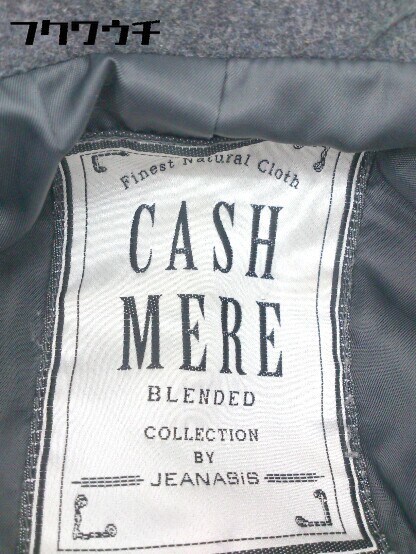 フクワウチ
Finest Natural Cloth
CASH
MERE
BLENDED
COLLECTION
BY
JEANASiS